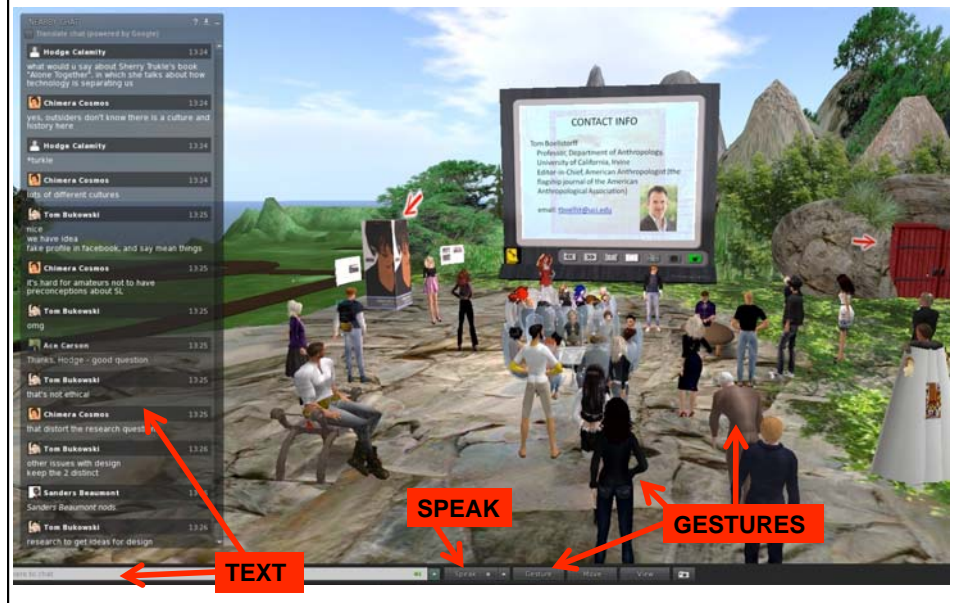 NEARBY CHAT
Translate chat (powered by Google)
Hodge Calamity 13:24
what would u say about Sherry Trukle's book
"Alone Together". in which she talks about how
technology is separating us
Chimera Cosmos 13:24
yes, outsiders don't know there is a culture and
history here
Hodge Calamity 13:24
*turkle
Chimera Cosmos 13:24
lots of different cultures
Tom Bukowski 13:25
nice
we have idea
fake profile in facebook, and say mean things
Chimera Cosmos 13:25
it's hard for amateurs not to have
preconceptions about SL
Tom Bukowski 13:25
omg
Ace Carson 13:25
Thanks, Hodge - good question
Tom Bukowski 13:25
that's not ethical
Chimera Cosmos 13:25
that distort the research question
Tom Bukowski 13:26
other issues with design
keep the 2 distinct
Sanders Beaumont
Sanders Beaumont nods.
Tom Bukowski 13:26
research to get ideas for design
CONTACT INFO
Tom Boellstorff
Professor, Department of Anthropology,
University of California, Irvine
Editor-in-Chief, American Anthropologist (the
flagship journal of the American
Anthropological Association)
email: tboellst@uci.edu
SPEAK
GESTURES
TEXT
here to chat
Speak
Gesture
Move
View